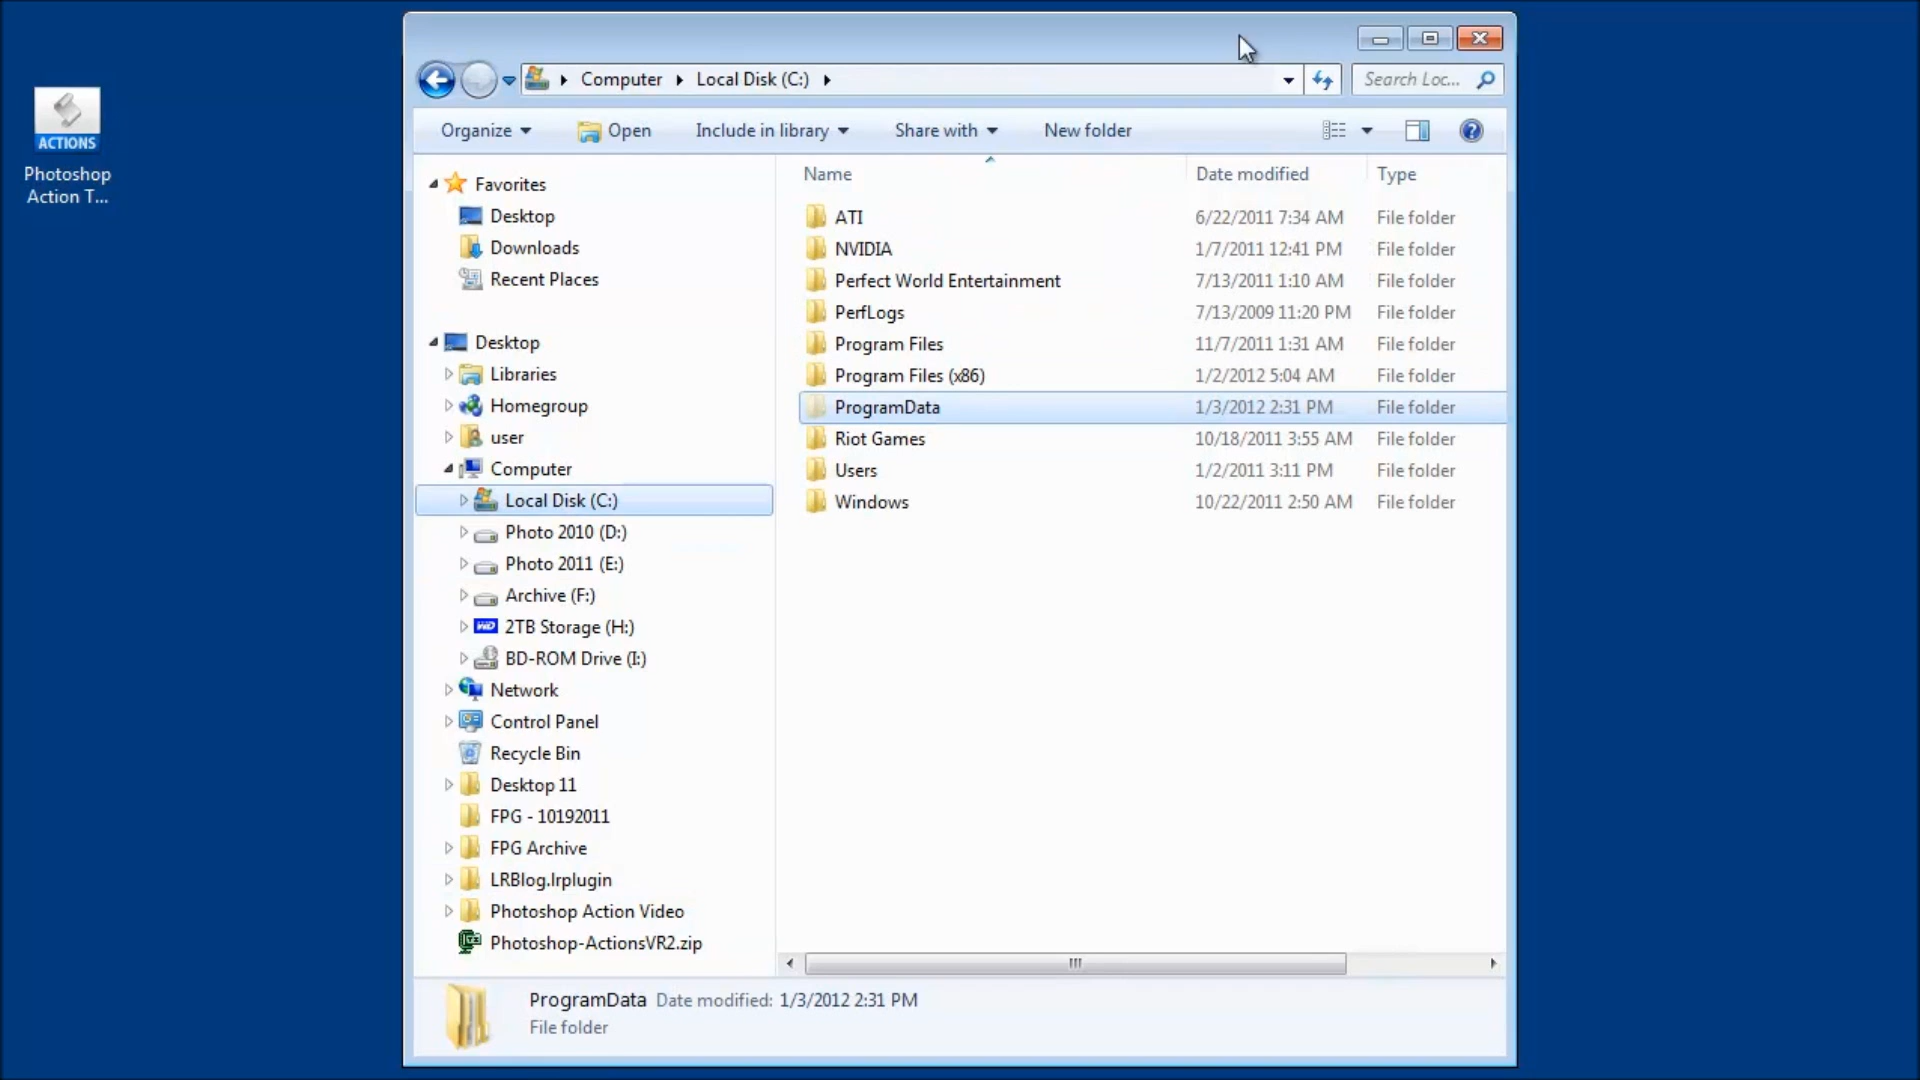 ACTIONS
Photoshop
Action T...
Computer
Local Disk (C:)
Search Loc...
Organize
Open
Include in library
Share with
New folder
Favorites
Desktop
Downloads
Recent Places
Desktop
Libraries
Homegroup
user
Computer
Local Disk (C:)
Photo 2010 (D:)
Photo 2011 (E:)
Archive (F:)
WD 2TB Storage (H:)
BD-ROM Drive (I:)
Network
Control Panel
Recycle Bin
Desktop 11
FPG - 10192011
FPG Archive
LRBlog.lrplugin
Photoshop Action Video
Photoshop-ActionsVR2.zip
Name Date modified Type
ATI 6/22/2011 7:34 AM File folder
NVIDIA 1/7/2011 12:41 PM File folder
Perfect World Entertainment 7/13/2011 1:10 AM File folder
PerfLogs 7/13/2009 11:20 PM File folder
Program Files 11/7/2011 1:31 AM File folder
Program Files (x86) 1/2/2012 5:04 AM File folder
ProgramData 1/3/2012 2:31 PM File folder
Riot Games 10/18/2011 3:55 AM File folder
Users 1/2/2011 3:11 PM File folder
Windows 10/22/2011 2:50 AM File folder
ProgramData Date modified: 1/3/2012 2:31 PM
File folder